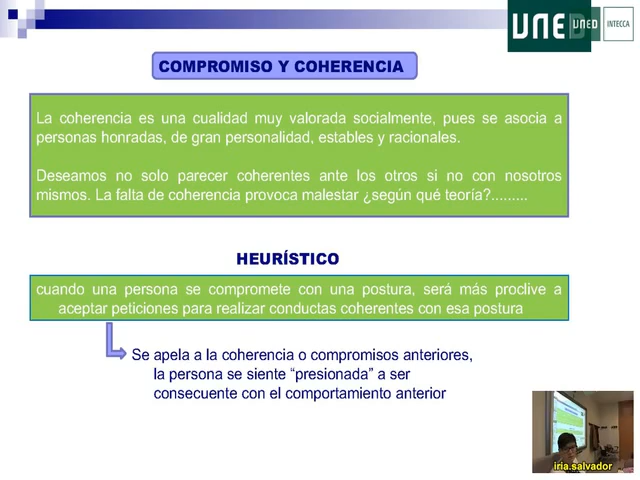 UNED
UNED
INTECCA
COMPROMISO Y COHERENCIA
La coherencia es una cualidad muy valorada socialmente, pues se asocia a
personas honradas, de gran personalidad, estables y racionales.
Deseamos no solo parecer coherentes ante los otros si no con nosotros
mismos. La falta de coherencia provoca malestar ¿según qué teoría?.........
HEURÍSTICO
cuando una persona se compromete con una postura, será más proclive a
aceptar peticiones para realizar conductas coherentes con esa postura
Se apela a la coherencia o compromisos anteriores,
la persona se siente “presionada” a ser
consecuente con el comportamiento anterior
iria.salvador